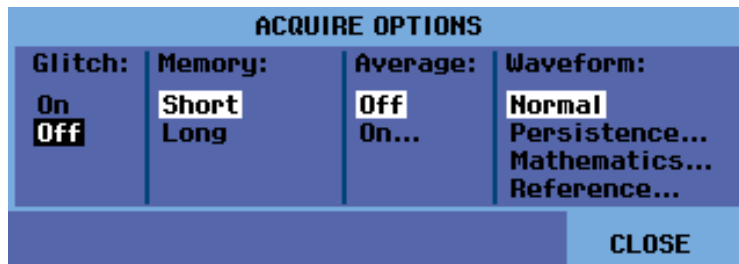 ACQUIRE OPTIONS
Glitch: Memory: Average: Waveform:
On Short Off Normal
Off Long On... Persistence...
Mathematics...
Reference...
CLOSE